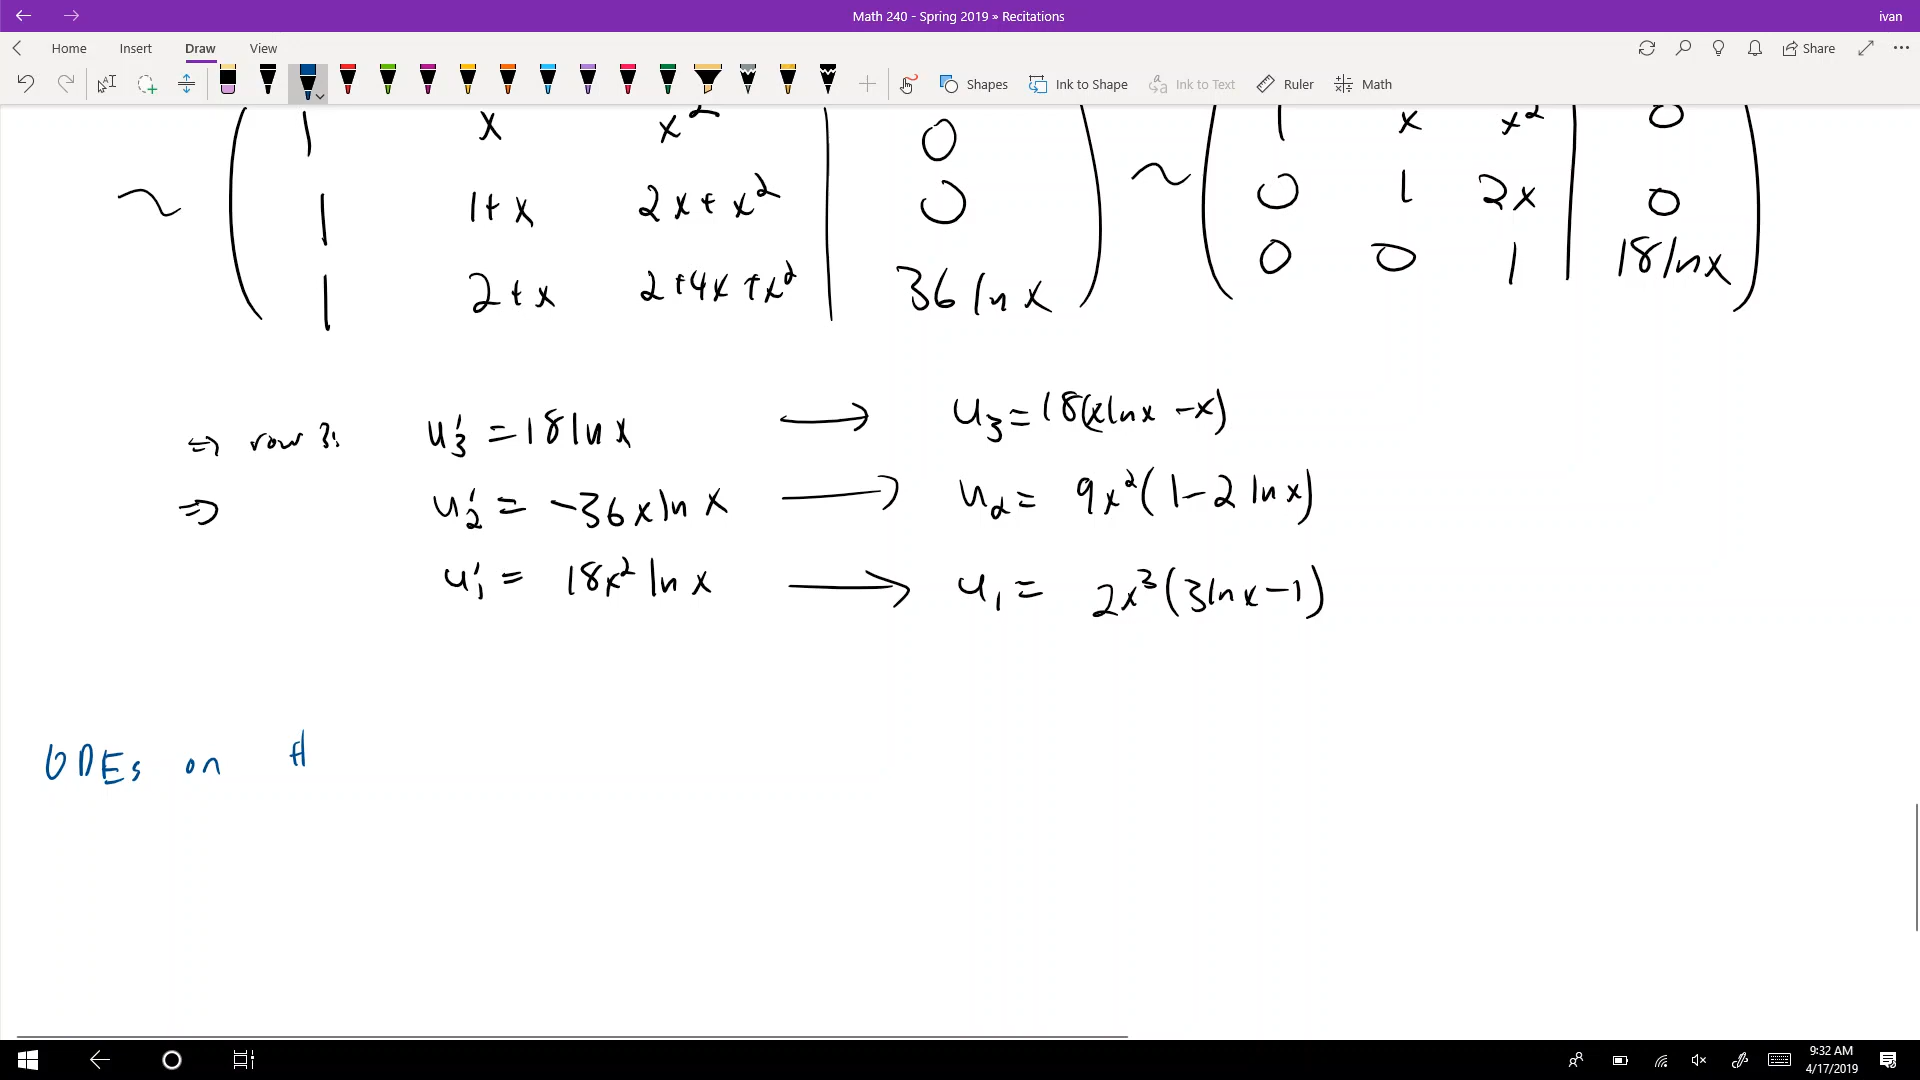 Math 240 - Spring 2019 » Recitations
ivan
Home Insert Draw View
Share
Shapes Ink to Shape Ink to Text Ruler Math
1 x x² 0
1 1+x 2x+x² 0
1 2+x 2+4x+x² 36 ln x
~
1 x x² 0
0 1 2x 0
0 0 1 18 ln x
~
⇒ row 3: u₃' = 18 ln x → u₃ = 18(x ln x - x)
⇒ u₂' = -36x ln x → u₂ = 9x²(1-2 ln x)
u₁' = 18x² ln x → u₁ = 2x³(3 ln x - 1)
ODEs on
9:32 AM
4/17/2019